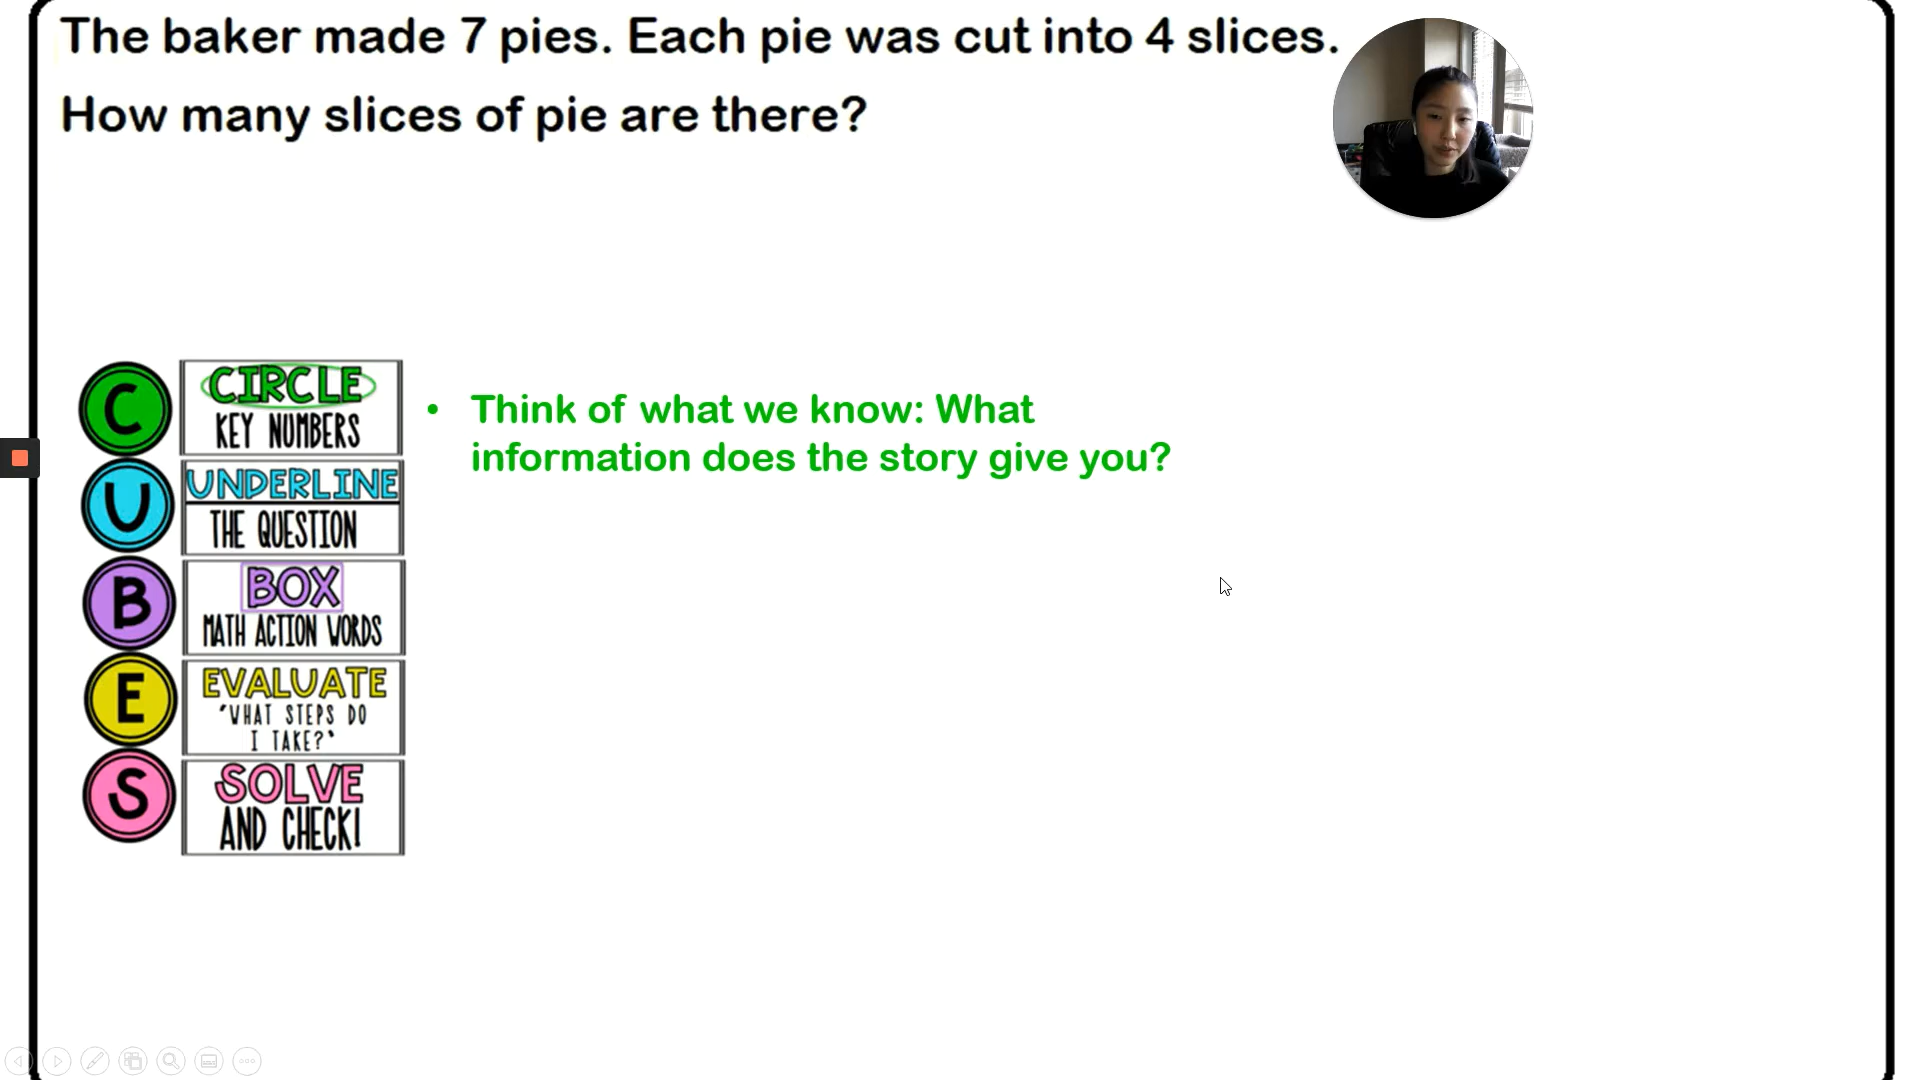 The baker made 7 pies. Each pie was cut into 4 slices.
How many slices of pie are there?
C
CIRCLE
KEY NUMBERS
• Think of what we know: What
information does the story give you?
U
UNDERLINE
THE QUESTION
B
BOX
MATH ACTION WORDS
E
EVALUATE
"WHAT STEPS DO
I TAKE?"
S
SOLVE
AND CHECK!